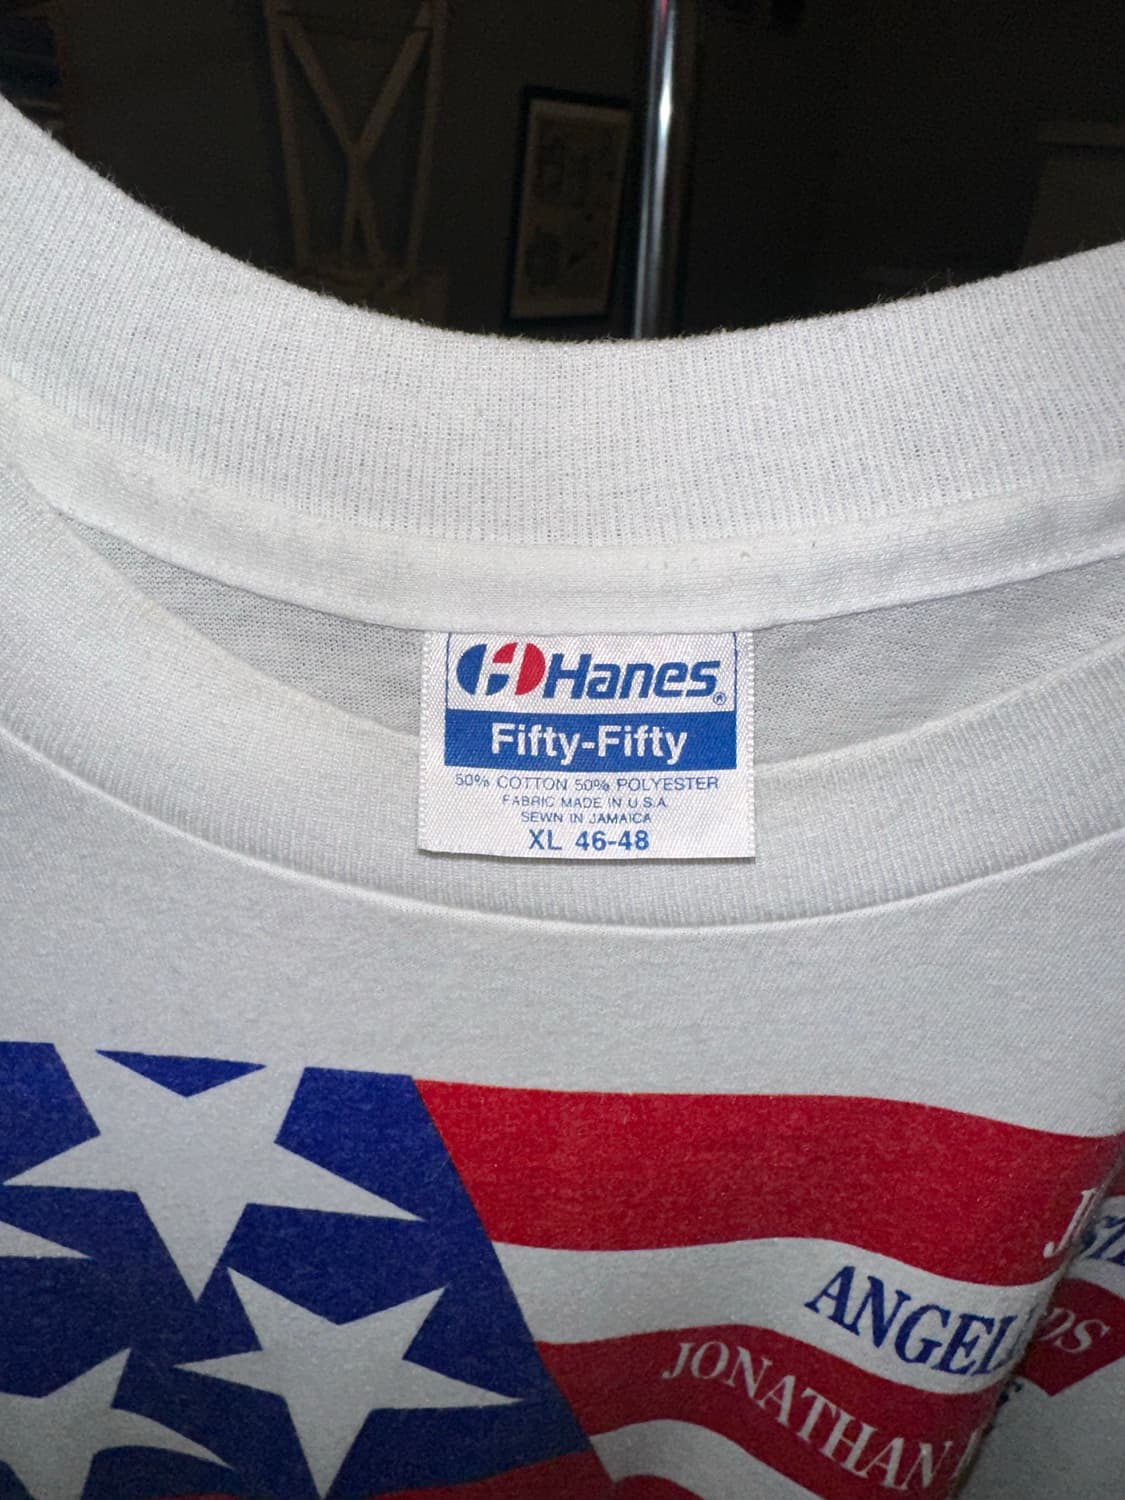 Hanes®
Fifty-Fifty
50% COTTON 50% POLYESTER
FABRIC MADE IN U.S.A.
SEWN IN JAMAICA
XL 46-48
ANGEL
JONATHAN